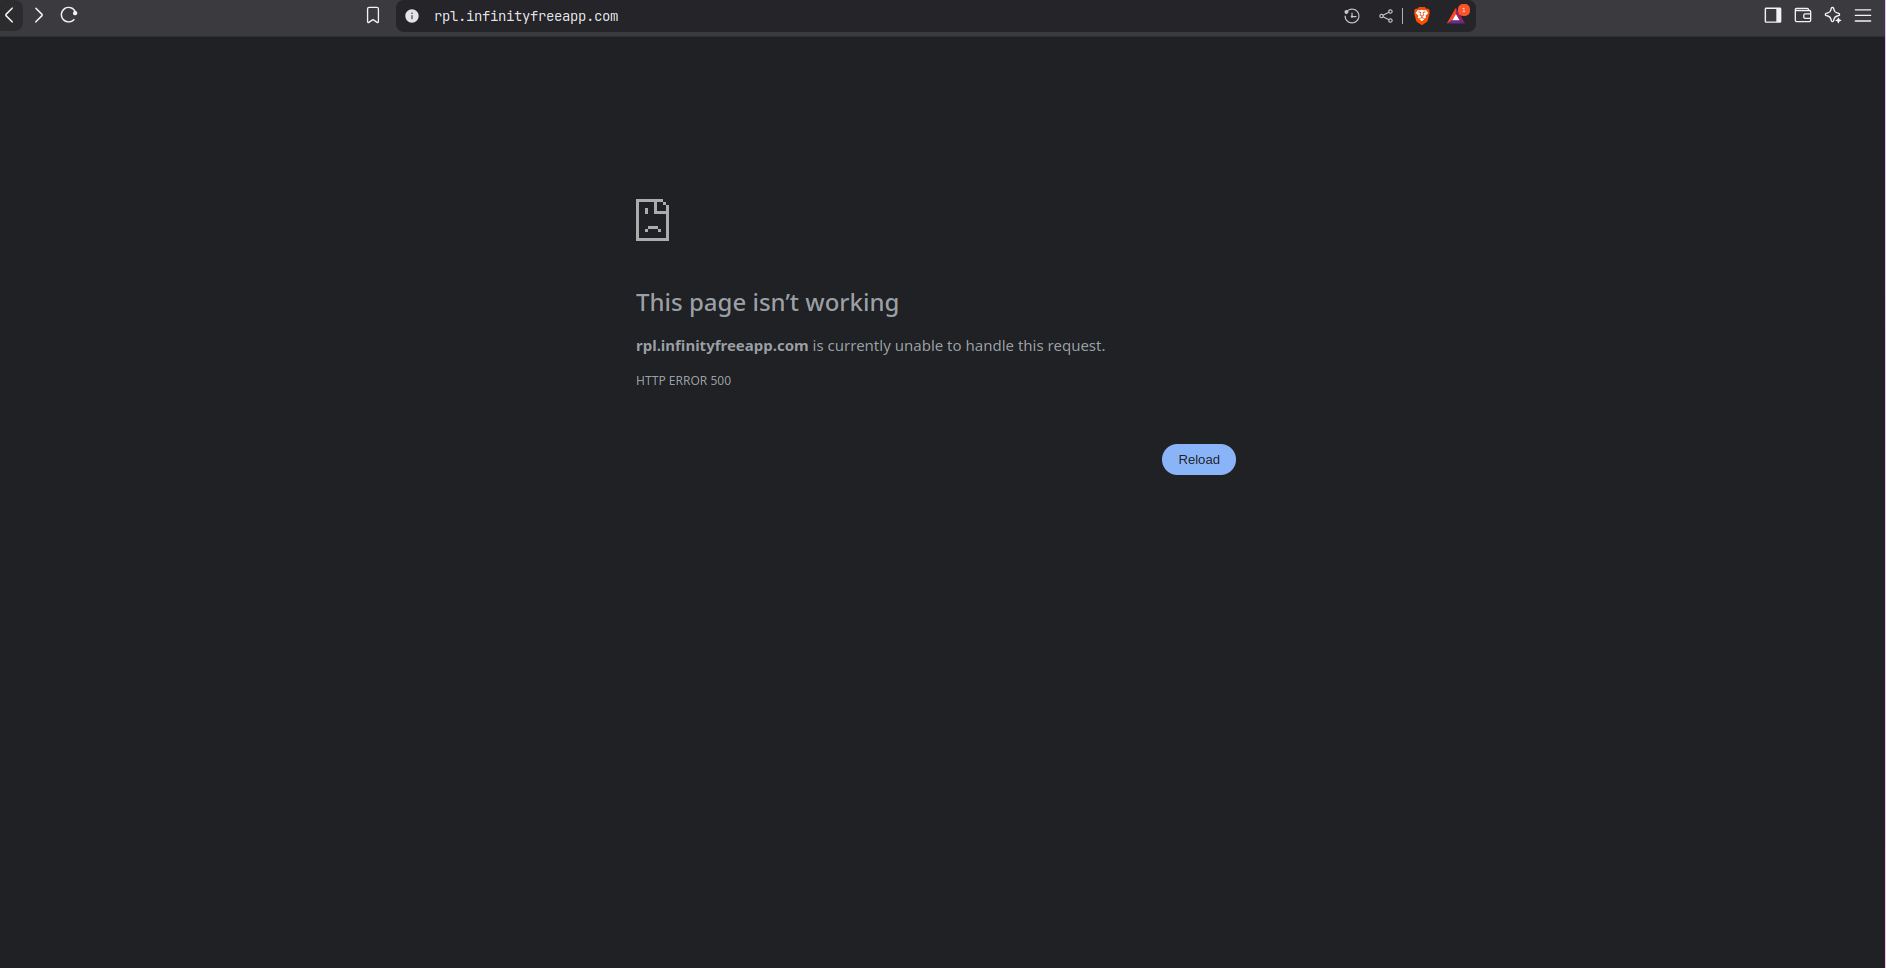 rpl.infinityfreeapp.com
This page isn’t working
rpl.infinityfreeapp.com is currently unable to handle this request.
HTTP ERROR 500
Reload